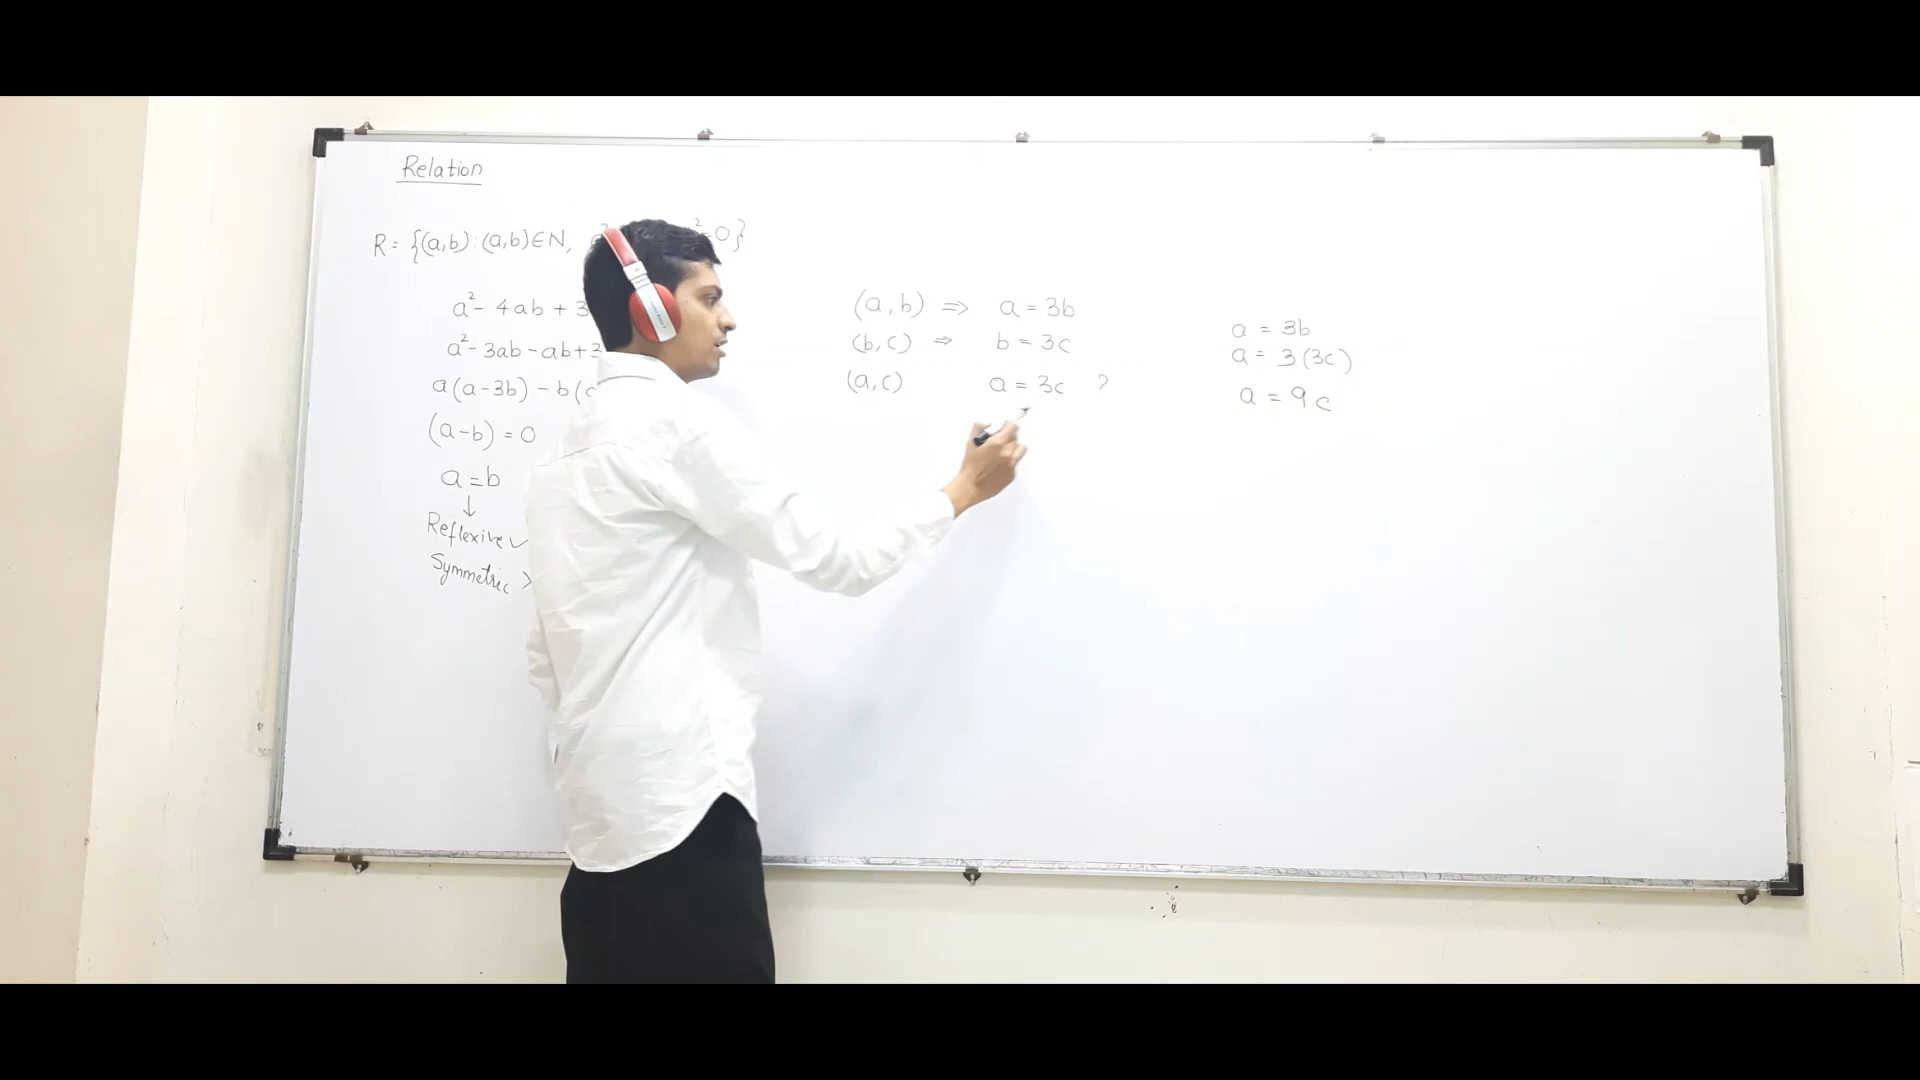 Relation
R = {(a,b) : (a,b) ∈ N, ² = 0}
a² - 4ab + 3
a² - 3ab - ab + 3
a(a-3b) - b(
(a-b) = 0
a = b
↓
Reflexive ✓
Symmetric
(a,b) ⇒ a = 3b
(b,c) ⇒ b = 3c
(a,c) a = 3c ?
a = 3b
a = 3(3c)
a = 9c